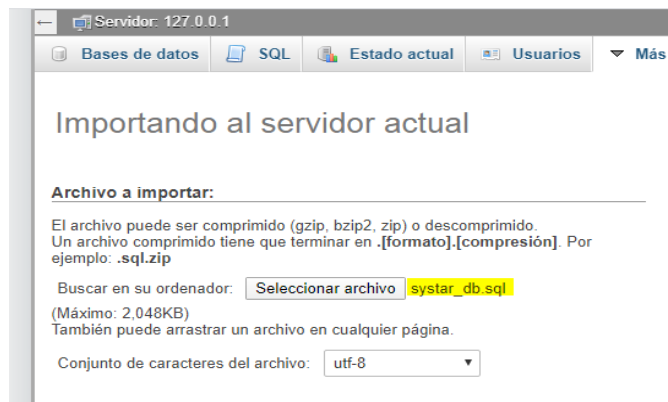 Servidor: 127.0.0.1
Bases de datos SQL Estado actual Usuarios Más
Importando al servidor actual
Archivo a importar:
El archivo puede ser comprimido (gzip, bzip2, zip) o descomprimido.
Un archivo comprimido tiene que terminar en .[formato].[compresión]. Por
ejemplo: .sql.zip
Buscar en su ordenador: Seleccionar archivo systar_db.sql
(Máximo: 2,048KB)
También puede arrastrar un archivo en cualquier página.
Conjunto de caracteres del archivo: utf-8